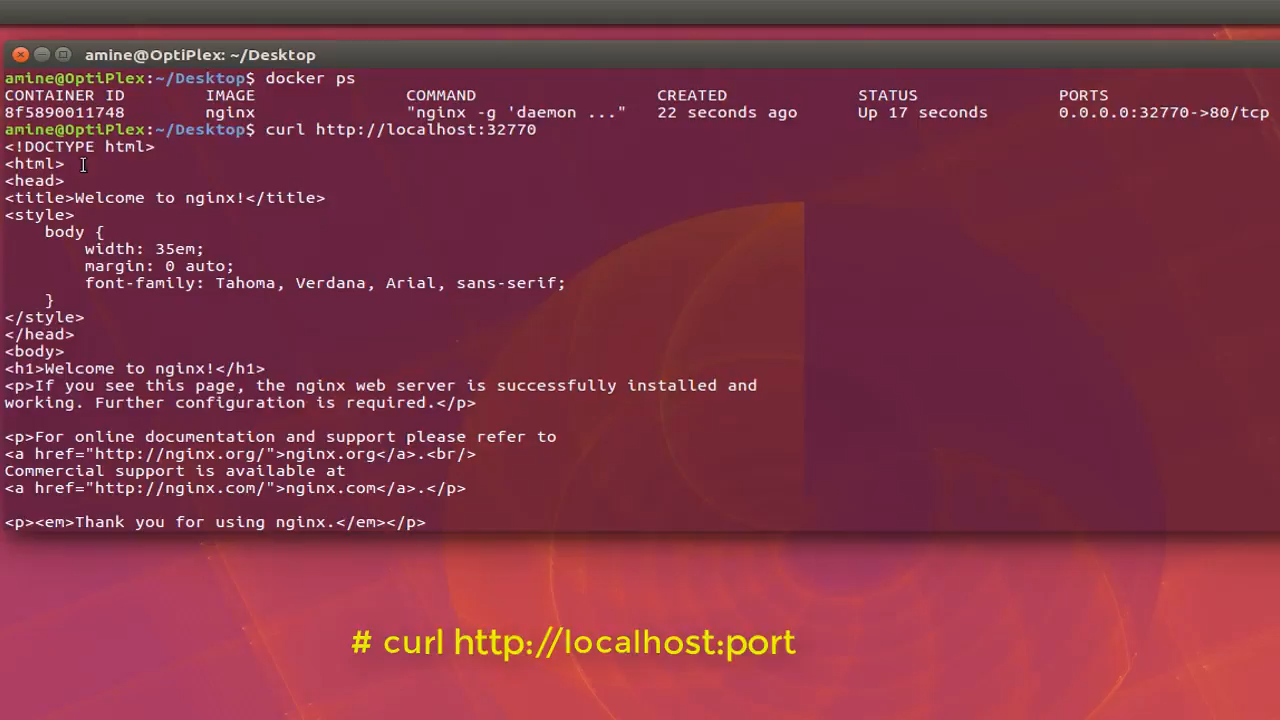 amine@OptiPlex: ~/Desktop
amine@OptiPlex:~/Desktop$ docker ps
CONTAINER ID        IMAGE               COMMAND                  CREATED             STATUS              PORTS
8f5890011748        nginx               "nginx -g 'daemon ..."   22 seconds ago      Up 17 seconds       0.0.0.0:32770->80/tcp
amine@OptiPlex:~/Desktop$ curl http://localhost:32770
<!DOCTYPE html>
<html>
<head>
<title>Welcome to nginx!</title>
<style>
    body {
        width: 35em;
        margin: 0 auto;
        font-family: Tahoma, Verdana, Arial, sans-serif;
    }
</style>
</head>
<body>
<h1>Welcome to nginx!</h1>
<p>If you see this page, the nginx web server is successfully installed and
working. Further configuration is required.</p>

<p>For online documentation and support please refer to
<a href="http://nginx.org/">nginx.org</a>.<br/>
Commercial support is available at
<a href="http://nginx.com/">nginx.com</a>.</p>

<p><em>Thank you for using nginx.</em></p>
# curl http://localhost:port